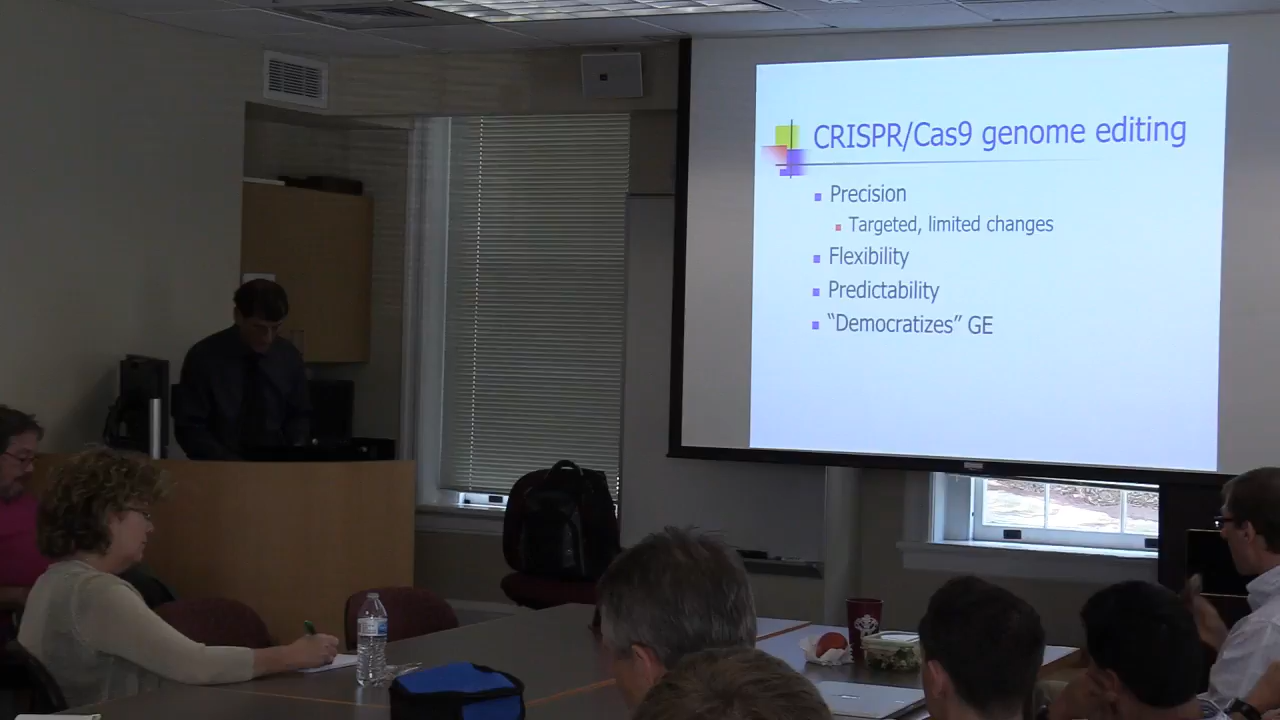 CRISPR/Cas9 genome editing
Precision
Targeted, limited changes
Flexibility
Predictability
“Democratizes” GE